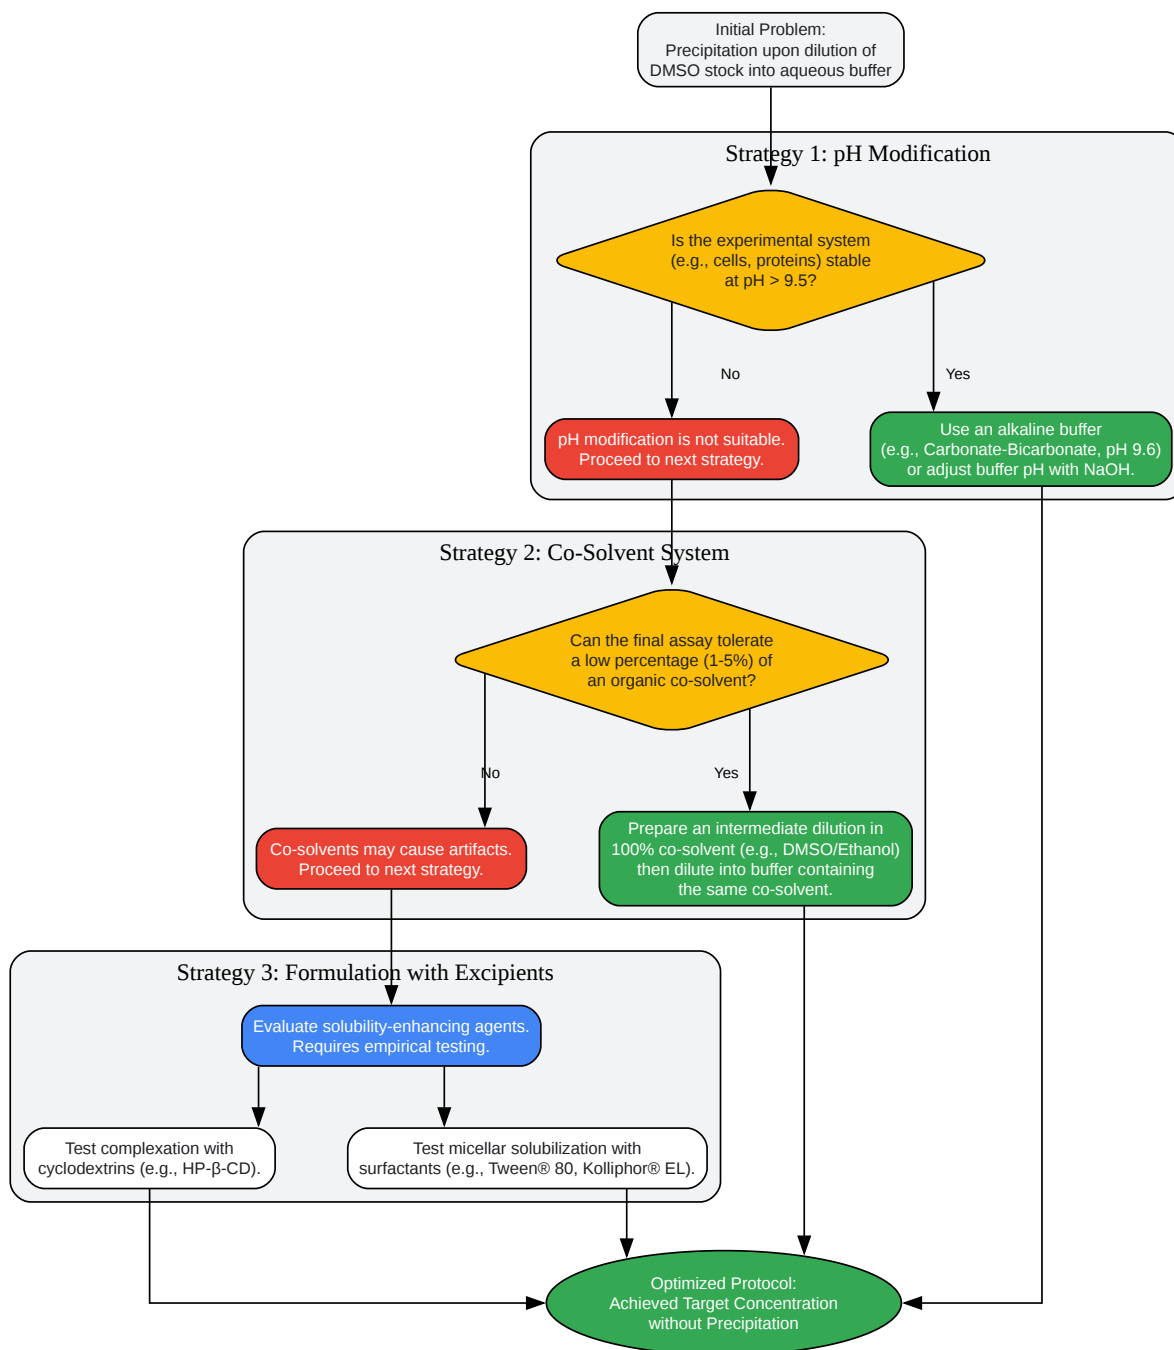 Initial Problem:
Precipitation upon dilution of
DMSO stock into aqueous buffer
Strategy 1: pH Modification
Is the experimental system
(e.g., cells, proteins) stable
at pH > 9.5?
No
Yes
pH modification is not suitable.
Proceed to next strategy.
Use an alkaline buffer
(e.g., Carbonate-Bicarbonate, pH 9.6)
or adjust buffer pH with NaOH.
Strategy 2: Co-Solvent System
Can the final assay tolerate
a low percentage (1-5%) of
an organic co-solvent?
No
Yes
Co-solvents may cause artifacts.
Proceed to next strategy.
Prepare an intermediate dilution in
100% co-solvent (e.g., DMSO/Ethanol)
then dilute into buffer containing
the same co-solvent.
Strategy 3: Formulation with Excipients
Evaluate solubility-enhancing agents.
Requires empirical testing.
Test complexation with
cyclodextrins (e.g., HP-β-CD).
Test micellar solubilization with
surfactants (e.g., Tween® 80, Kolliphor® EL).
Optimized Protocol:
Achieved Target Concentration
without Precipitation